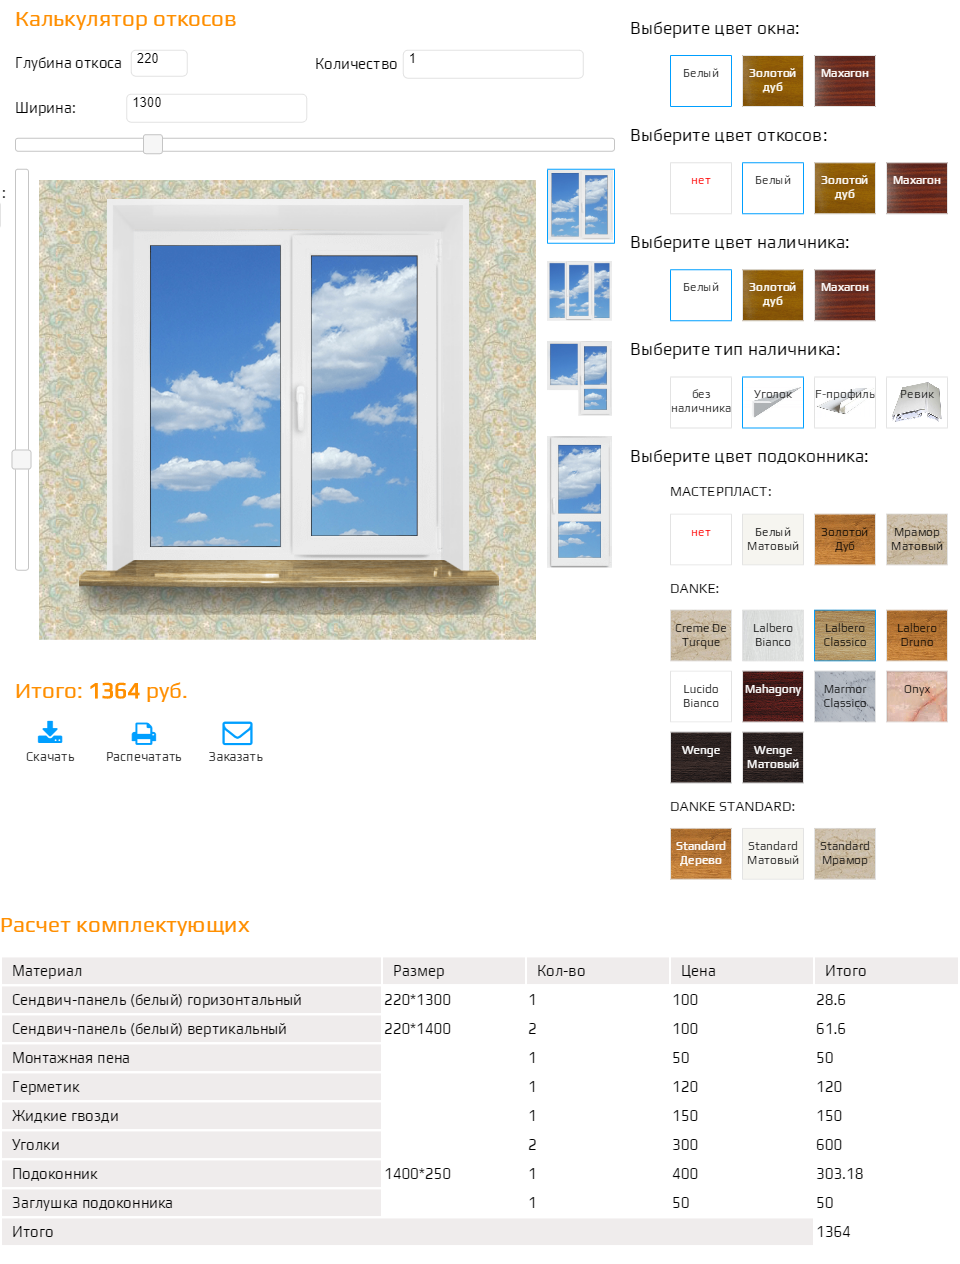 Калькулятор откосов
Глубина откоса 220 Количество 1
Ширина: 1300
:
Итого: 1364 руб.
Скачать Распечатать Заказать
Выберите цвет окна:
Белый Золотой дуб Махагон
Выберите цвет откосов:
нет Белый Золотой дуб Махагон
Выберите цвет наличника:
Белый Золотой дуб Махагон
Выберите тип наличника:
без наличника Уголок F-профиль Ревик
Выберите цвет подоконника:
МАСТЕРПЛАСТ:
нет Белый Матовый Золотой Дуб Мрамор Матовый
DANKE:
Creme De Turque Lalbero Bianco Lalbero Classico Lalbero Druno
Lucido Bianco Mahagony Marmor Classico Onyx
Wenge Wenge Матовый
DANKE STANDARD:
Standard Дерево Standard Матовый Standard Мрамор
Расчет комплектующих
Материал Размер Кол-во Цена Итого
Сендвич-панель (белый) горизонтальный 220*1300 1 100 28.6
Сендвич-панель (белый) вертикальный 220*1400 2 100 61.6
Монтажная пена 1 50 50
Герметик 1 120 120
Жидкие гвозди 1 150 150
Уголки 2 300 600
Подоконник 1400*250 1 400 303.18
Заглушка подоконника 1 50 50
Итого 1364